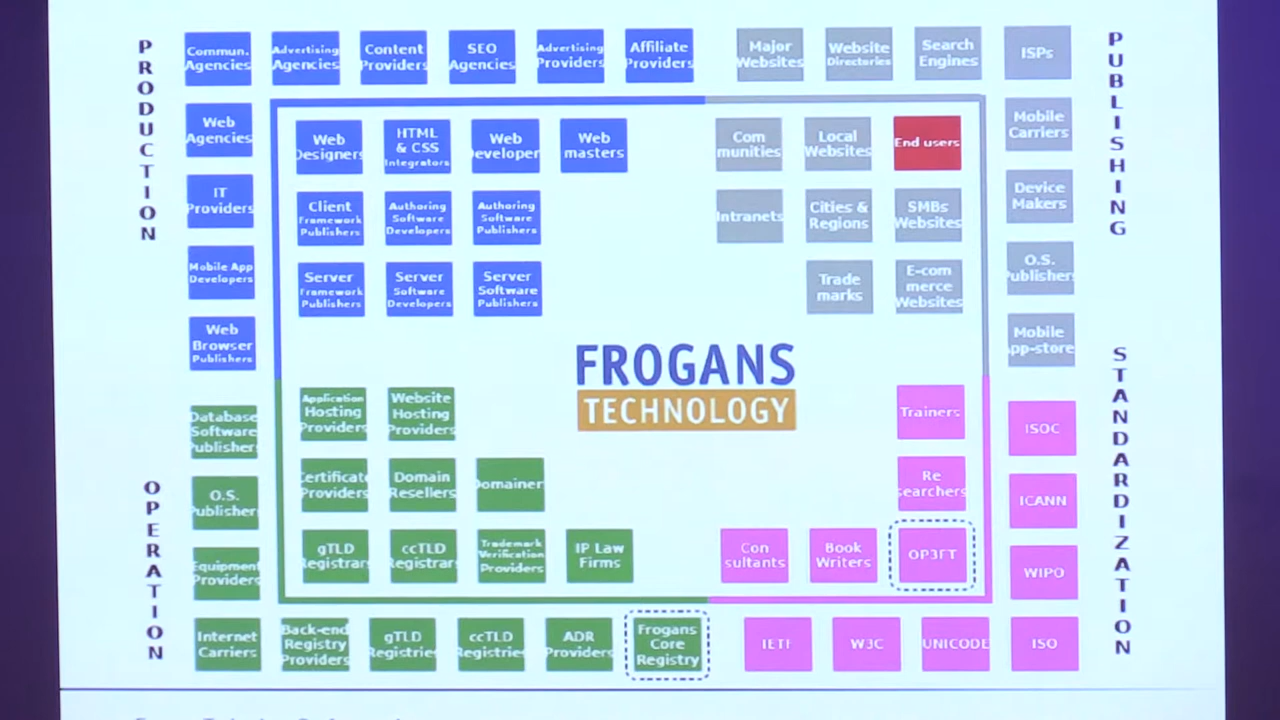 PRODUCTION
Commun.
Agencies
Advertising
Agencies
Content
Providers
SEO
Agencies
Advertising
Providers
Affiliate
Providers
Major
Websites
Website
Directories
Search
Engines
ISPs
PUBLISHING
Web
Agencies
IT
Providers
Mobile App
Developers
Web
Browser
Publishers
Web
Designers
HTML
& CSS
Integrators
Web
Developer
Web
masters
Client
Framework
Publishers
Authoring
Software
Developers
Authoring
Software
Publishers
Server
Framework
Publishers
Server
Software
Developers
Server
Software
Publishers
Com
munities
Local
Websites
End users
Intranets
Cities &
Regions
SMBs
Websites
Trade
marks
E-com
merce
Websites
Mobile
Carriers
Device
Makers
O.S.
Publishers
Mobile
App-store
FROGANS
TECHNOLOGY
OPERATION
Database
Software
Publisher
O.S.
Publisher
Equipment
Providers
Internet
Carriers
Application
Hosting
Providers
Website
Hosting
Providers
Certificate
Providers
Domain
Resellers
Domainer
gTLD
Registrar
ccTLD
Registrar
Trademark
Verification
Providers
IP Law
Firms
Back-end
Registry
Providers
gTLD
Registries
ccTLD
Registries
ADR
Providers
Frogans
Core
Registry
Trainers
Re
searchers
Con
sultants
Book
Writers
OP3FT
STANDARDIZATION
ISOC
ICANN
WIPO
IETF
W3C
UNICODE
ISO